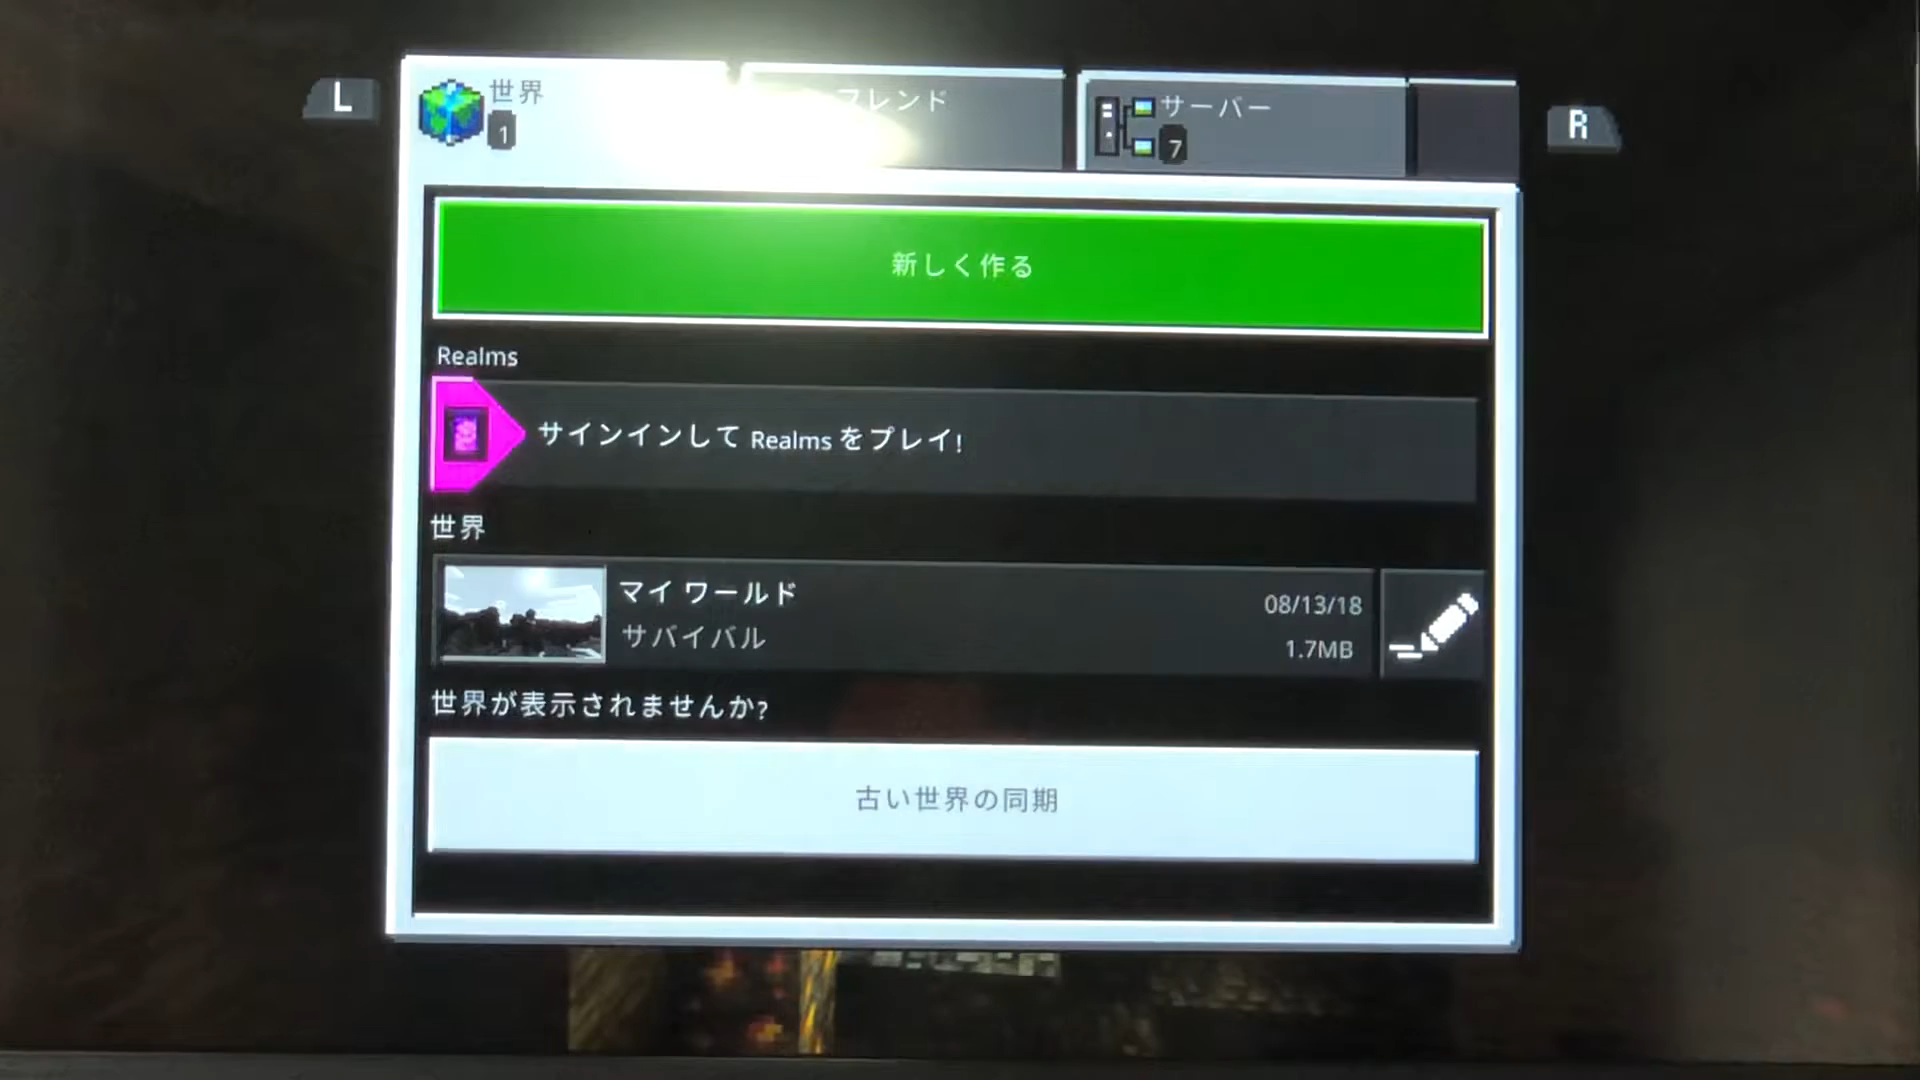 L
世界
1
フレンド
サーバー
7
R
新しく作る
Realms
サインインして Realms をプレイ!
世界
マイ ワールド
08/13/18
サバイバル
1.7MB
世界が表示されませんか?
古い世界の同期